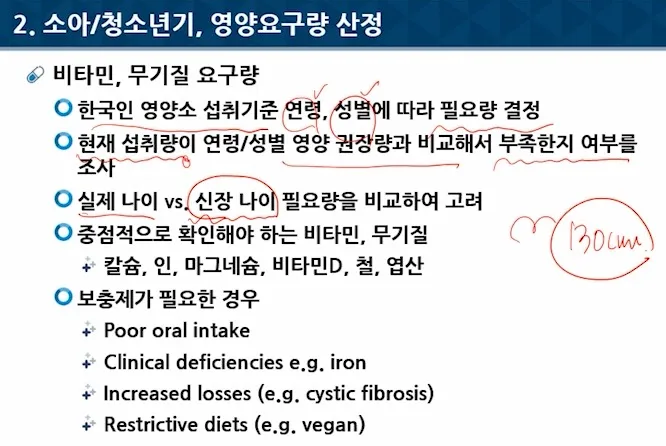 2. 소아/청소년기, 영양요구량 산정
비타민, 무기질 요구량
한국인 영양소 섭취기준 연령, 성별에 따라 필요량 결정
현재 섭취량이 연령/성별 영양 권장량과 비교해서 부족한지 여부를
조사
실제 나이 vs. 신장 나이 필요량을 비교하여 고려
130cm.
중점적으로 확인해야 하는 비타민, 무기질
칼슘, 인, 마그네슘, 비타민D, 철, 엽산
보충제가 필요한 경우
Poor oral intake
Clinical deficiencies e.g. iron
Increased losses (e.g. cystic fibrosis)
Restrictive diets (e.g. vegan)